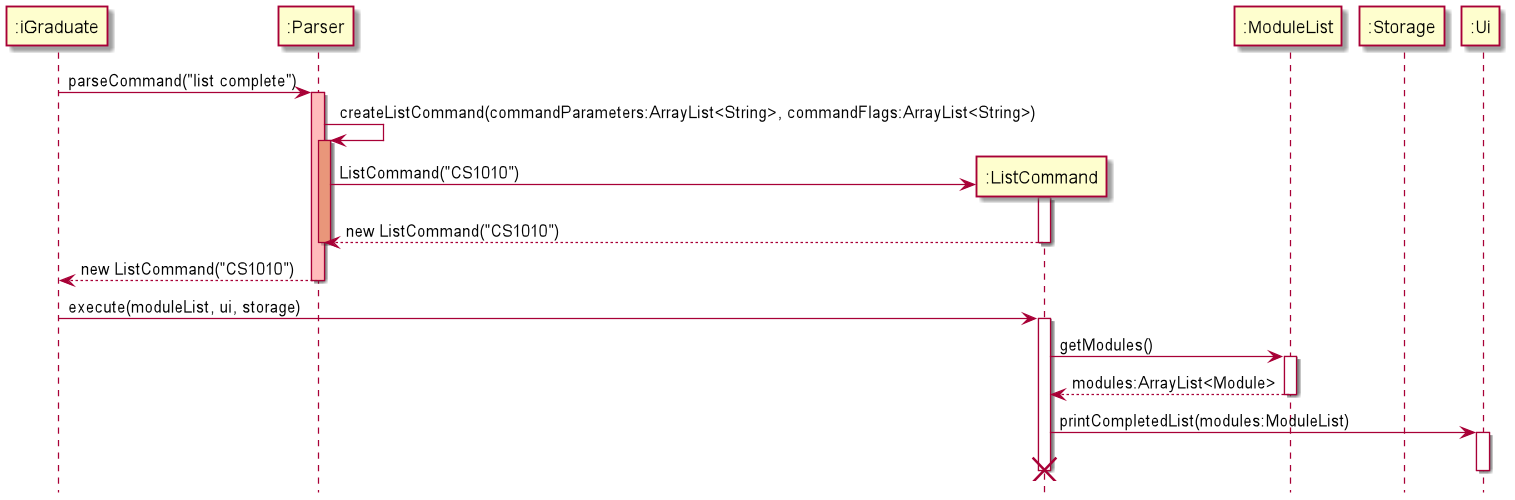 :iGraduate
:Parser
:ModuleList
:Storage
:Ui
parseCommand("list complete")
createListCommand(commandParameters:ArrayList<String>, commandFlags:ArrayList<String>)
ListCommand("CS1010")
:ListCommand
new ListCommand("CS1010")
new ListCommand("CS1010")
execute(moduleList, ui, storage)
getModules()
modules:ArrayList<Module>
printCompletedList(modules:ModuleList)